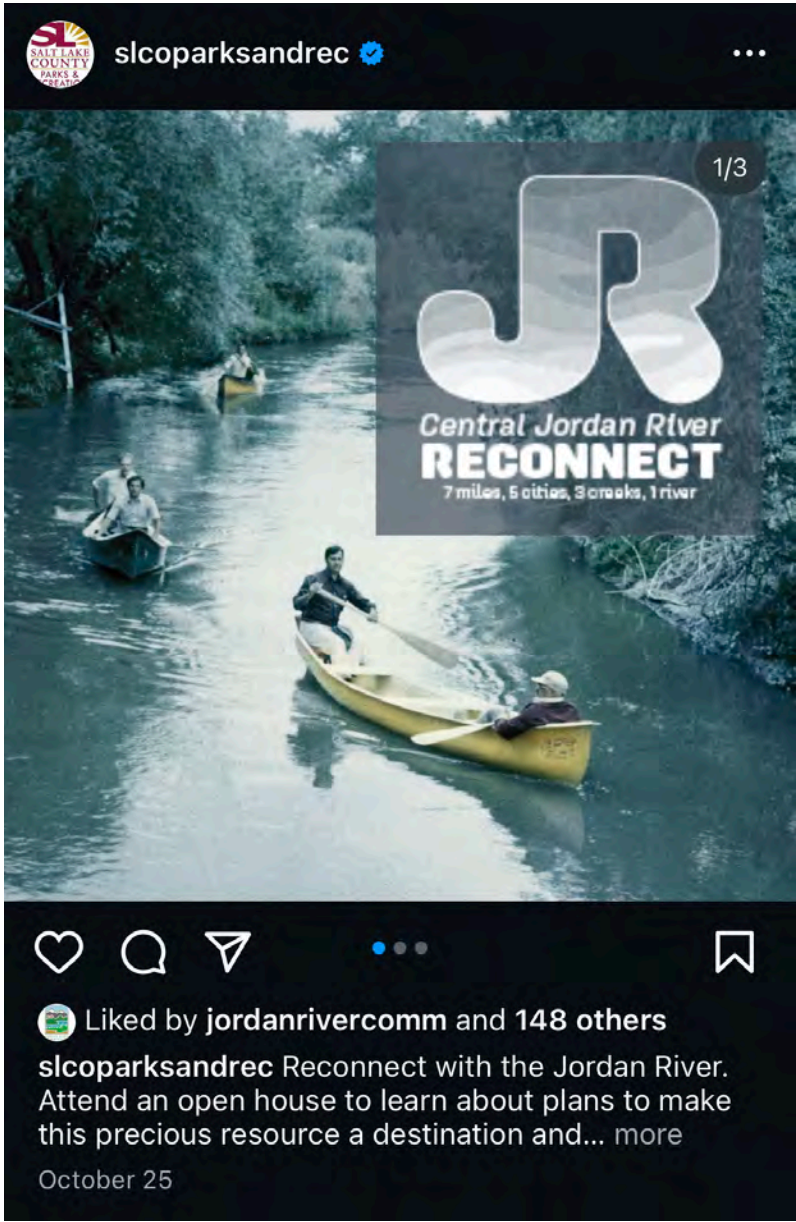 SL
SALT LAKE
COUNTY
PARKS &
slcoparksandrec
1/3
JR
Central Jordan River
RECONNECT
7 miles, 5 cities, 3 creeks, 1 river
Liked by jordanrivercomm and 148 others
slcoparksandrec Reconnect with the Jordan River.
Attend an open house to learn about plans to make
this precious resource a destination and... more
October 25